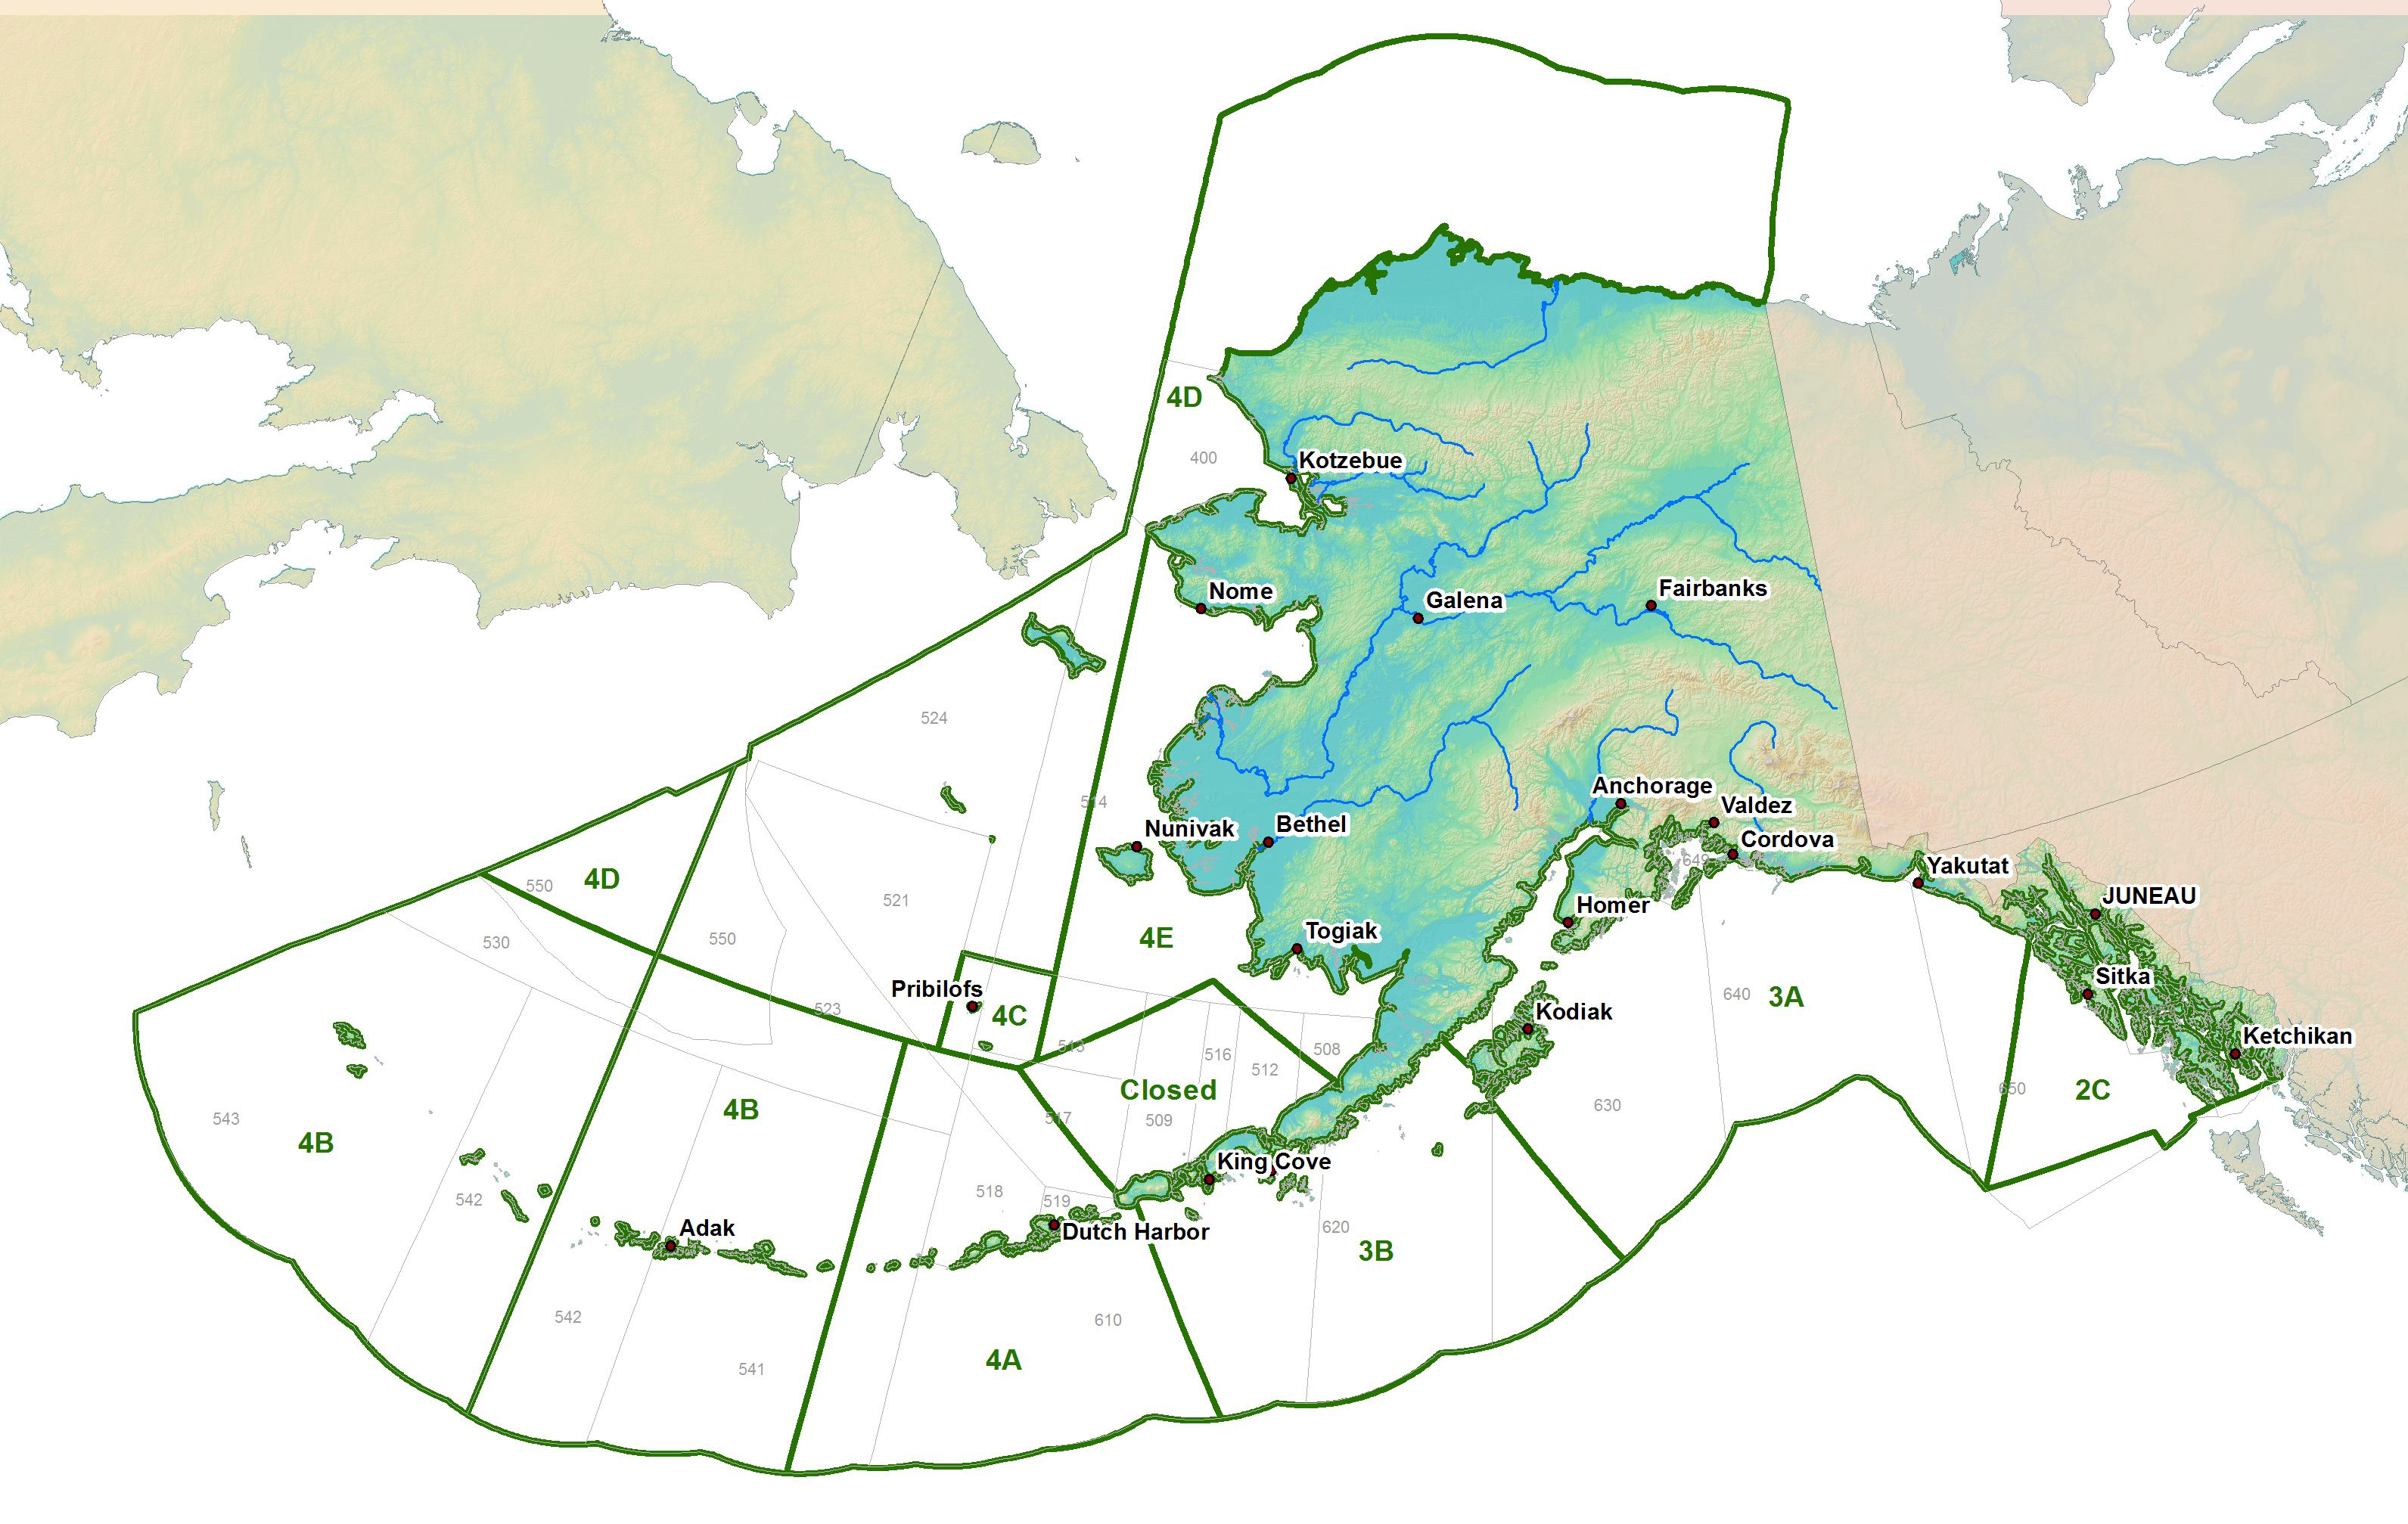 4D
400
Kotzebue
Nome
Galena
Fairbanks
524
514
Anchorage
Valdez
Nunivak
Bethel
Cordova
649
Yakutat
550
4D
521
JUNEAU
Homer
530
550
4E
Togiak
Sitka
Pribilofs
523
4C
640
3A
Kodiak
Ketchikan
513
516
508
512
Closed
650
2C
4B
630
543
4B
517
509
King Cove
542
518
519
Adak
Dutch Harbor
620
3B
542
610
541
4A